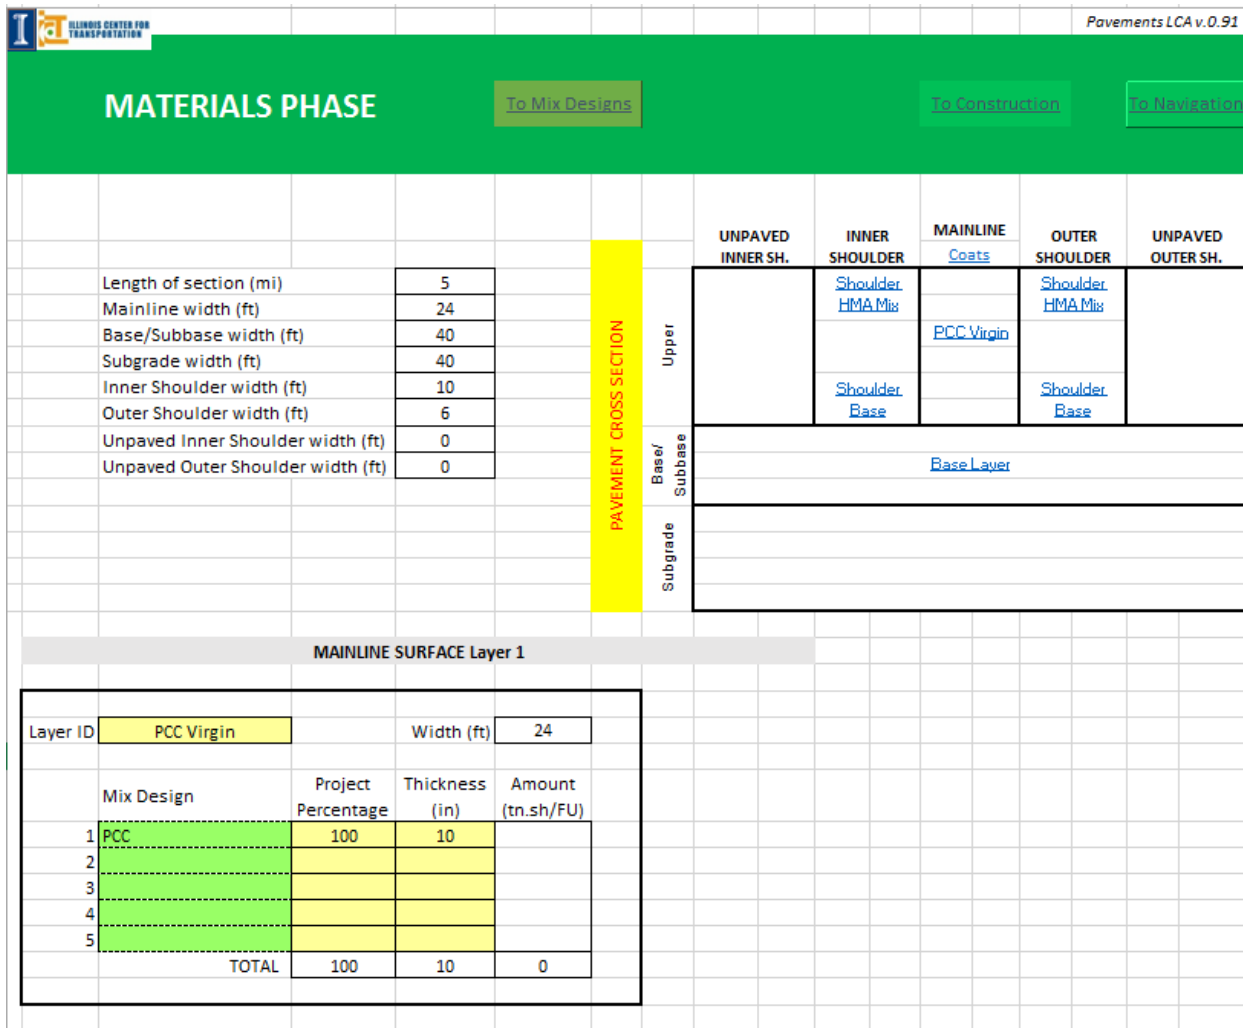 ILLINOIS CENTER FOR
TRANSPORTATION
Pavements LCA v.0.91
MATERIALS PHASE
To Mix Designs
To Construction
To Navigation
UNPAVED INNER SH.
INNER SHOULDER
MAINLINE
Coats
OUTER SHOULDER
UNPAVED OUTER SH.
Length of section (mi) 5
Mainline width (ft) 24
Base/Subbase width (ft) 40
Subgrade width (ft) 40
Inner Shoulder width (ft) 10
Outer Shoulder width (ft) 6
Unpaved Inner Shoulder width (ft) 0
Unpaved Outer Shoulder width (ft) 0
PAVEMENT CROSS SECTION
Upper
Shoulder HMA Mix
Shoulder HMA Mix
PCC Virgin
Shoulder Base
Shoulder Base
Base/ Subbase
Base Layer
Subgrade
MAINLINE SURFACE Layer 1
Layer ID PCC Virgin Width (ft) 24
Mix Design Project Percentage Thickness (in) Amount (tn.sh/FU)
1 PCC 100 10
2
3
4
5
TOTAL 100 10 0